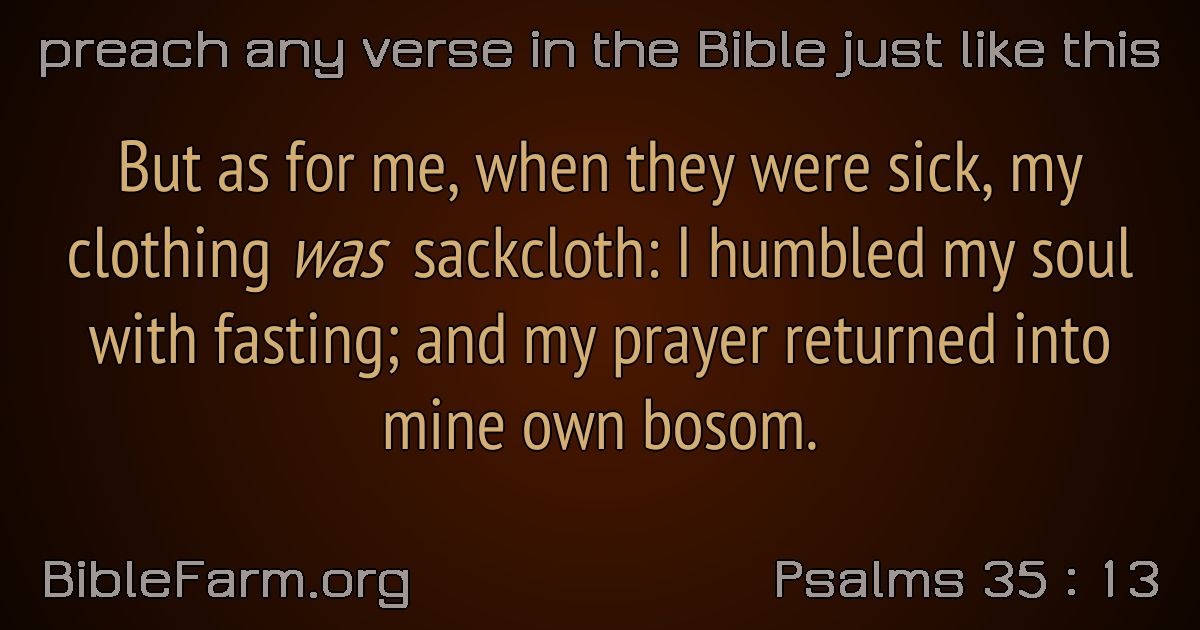 preach any verse in the Bible just like this
But as for me, when they were sick, my
clothing was sackcloth: I humbled my soul
with fasting; and my prayer returned into
mine own bosom.
BibleFarm.org
Psalms 35 : 13